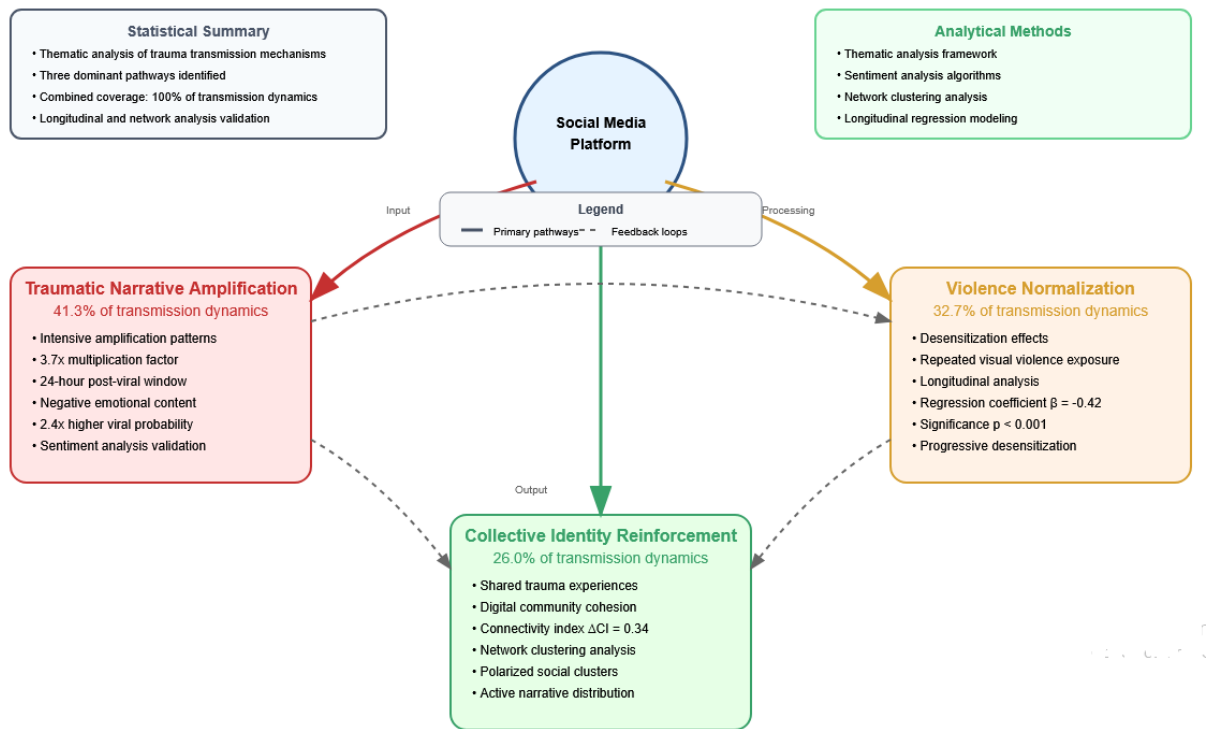 Statistical Summary
• Thematic analysis of trauma transmission mechanisms
• Three dominant pathways identified
• Combined coverage: 100% of transmission dynamics
• Longitudinal and network analysis validation
Analytical Methods
• Thematic analysis framework
• Sentiment analysis algorithms
• Network clustering analysis
• Longitudinal regression modeling
Social Media
Platform
Legend
Primary pathways
Feedback loops
Input
Processing
Output
Traumatic Narrative Amplification
41.3% of transmission dynamics
• Intensive amplification patterns
• 3.7x multiplication factor
• 24-hour post-viral window
• Negative emotional content
• 2.4x higher viral probability
• Sentiment analysis validation
Violence Normalization
32.7% of transmission dynamics
• Desensitization effects
• Repeated visual violence exposure
• Longitudinal analysis
• Regression coefficient β = -0.42
• Significance p < 0.001
• Progressive desensitization
Collective Identity Reinforcement
26.0% of transmission dynamics
• Shared trauma experiences
• Digital community cohesion
• Connectivity index ΔCI = 0.34
• Network clustering analysis
• Polarized social clusters
• Active narrative distribution